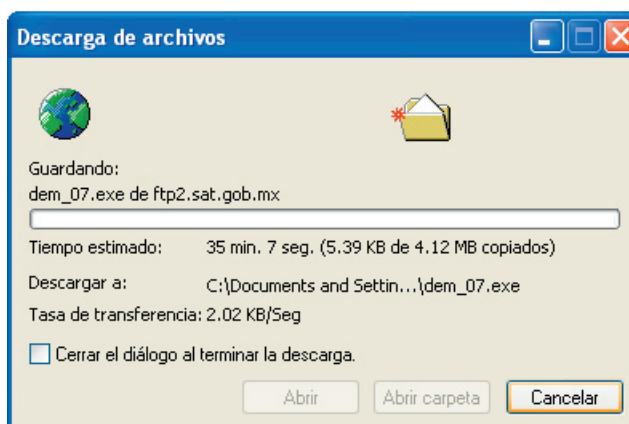 Descarga de archivos
Guardando:
dem_07.exe de ftp2.sat.gob.mx
Tiempo estimado: 35 min. 7 seg. (5.39 KB de 4.12 MB copiados)
Descargar a: C:\Documents and Settin...\dem_07.exe
Tasa de transferencia: 2.02 KB/Seg
Cerrar el diálogo al terminar la descarga.
Abrir Abrir carpeta Cancelar